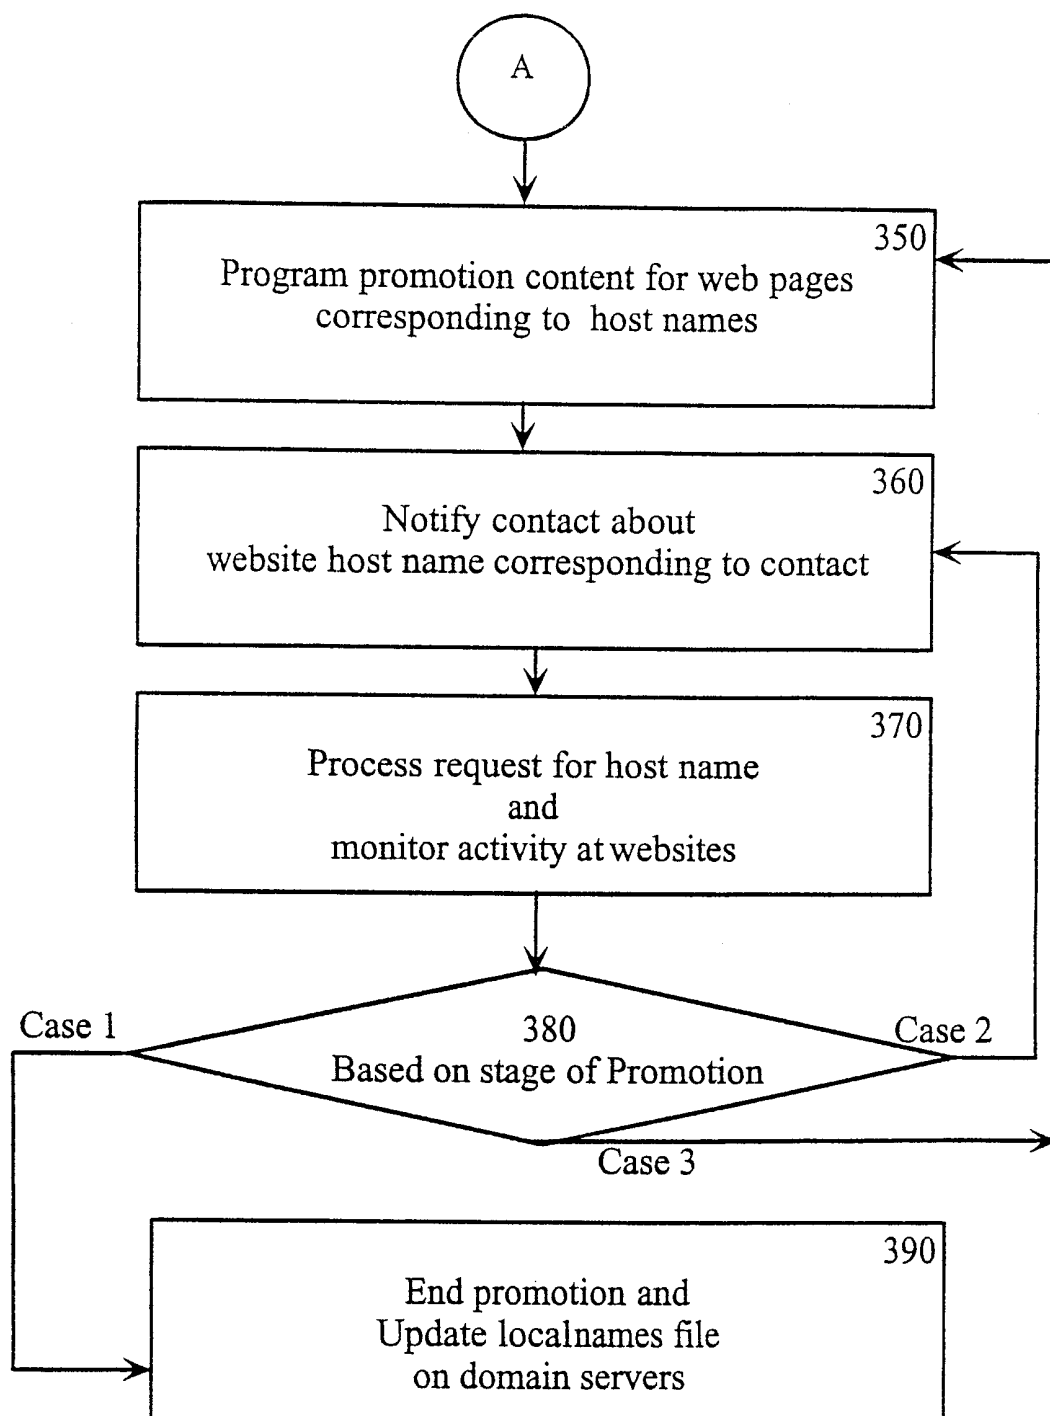 A
350
Program promotion content for web pages
corresponding to host names
360
Notify contact about
website host name corresponding to contact
370
Process request for host name
and
monitor activity at websites
Case 1
380
Case 2
Based on stage of Promotion
Case 3
390
End promotion and
Update localnames file
on domain servers